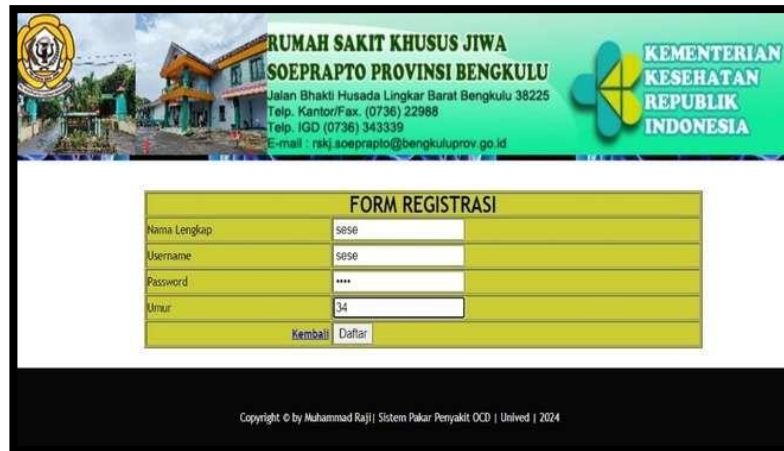 RUMAH SAKIT KHUSUS JIWA
SOEPRAPTO PROVINSI BENGKULU
Jalan Bhakti Husada Lingkar Barat Bengkulu 38225
Telp. Kantor/Fax. (0736) 22988
Telp. IGD (0736) 343339
E-mail : rskj.soeprapto@bengkuluprov.go.id
KEMENTERIAN
KESEHATAN
REPUBLIK
INDONESIA
FORM REGISTRASI
Nama Lengkap sese
Username sese
Password ••••
Umur 34
Kembali Daftar
Copyright © by Muhammad Raji| Sistem Pakar Penyakit OCD | Unived | 2024